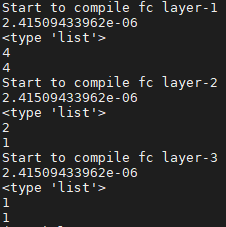 Start to compile fc layer-1
2.41509433962e-06
<type 'list'>
4
4
Start to compile fc layer-2
2.41509433962e-06
<type 'list'>
2
1
Start to compile fc layer-3
2.41509433962e-06
<type 'list'>
1
1